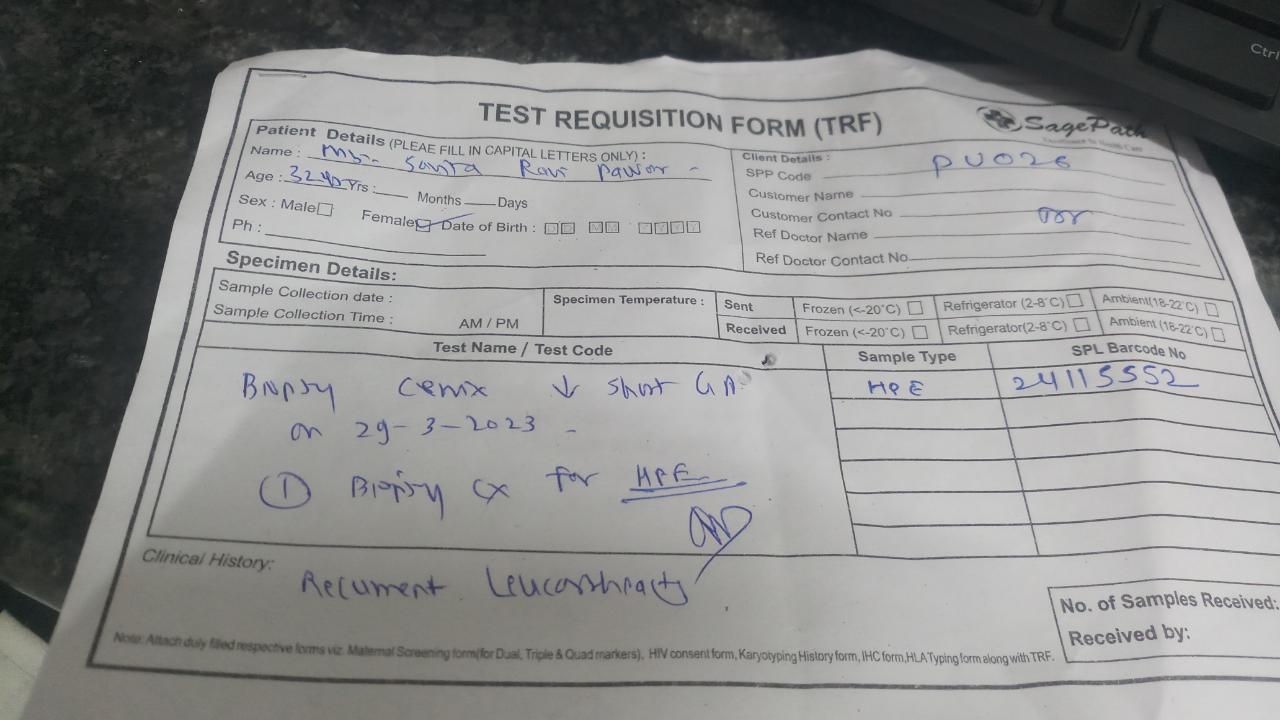 TEST REQUISITION FORM (TRF)
SagePath
Patient Details (PLEAE FILL IN CAPITAL LETTERS ONLY) :
Name : Ravi Pawar
Age : 32 Yrs : Months Days
Sex : Male Female Date of Birth :
Ph :
Client Details :
SPP Code PU026
Customer Name
Customer Contact No
Ref Doctor Name
Ref Doctor Contact No
Specimen Details:
Sample Collection date :
Sample Collection Time : AM / PM
Specimen Temperature :
Sent Frozen (<-20°C) Refrigerator (2-8°C) Ambient(18-22°C)
Received Frozen (<-20°C) Refrigerator(2-8°C) Ambient (18-22°C)
Test Name / Test Code Sample Type SPL Barcode No
Biopsy Cervix ↓ short GA HPE 24115552
on 29-3-2023 -
① Biopsy CX for HPE
Clinical History:
Recurrent
No. of Samples Received:
Received by:
Note: Attach duly filled respective forms viz. Maternal Screening form(for Dual, Triple & Quad markers), HIV consent form, Karyotyping History form, IHC form,HLA Typing form along with TRF.
Ctrl